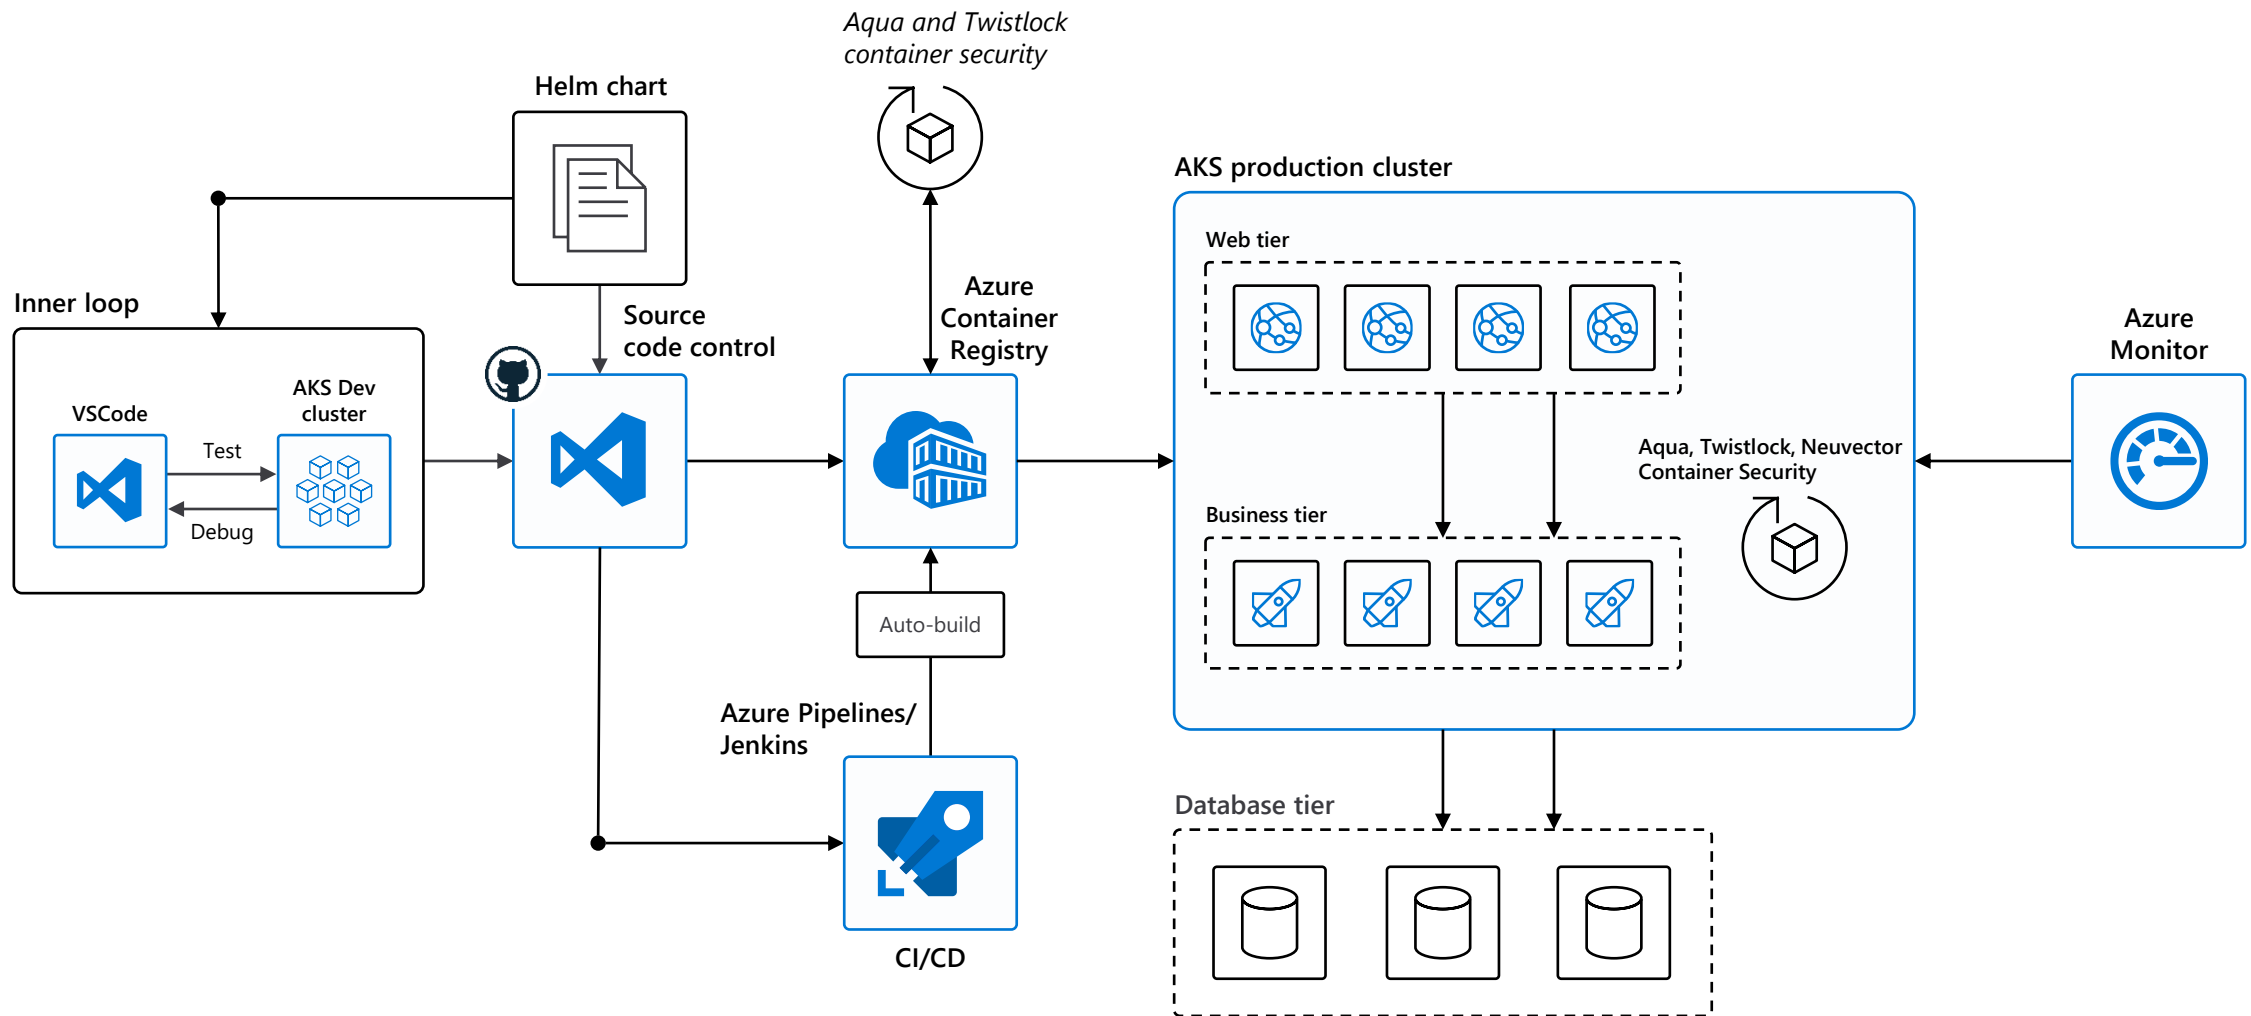 Aqua and Twistlock
container security
Helm chart
AKS production cluster
Web tier
Inner loop
Source
code control
Azure
Container
Registry
Azure
Monitor
VSCode
AKS Dev
cluster
Test
Debug
Aqua, Twistlock, Neuvector
Container Security
Business tier
Auto-build
Azure Pipelines/
Jenkins
CI/CD
Database tier